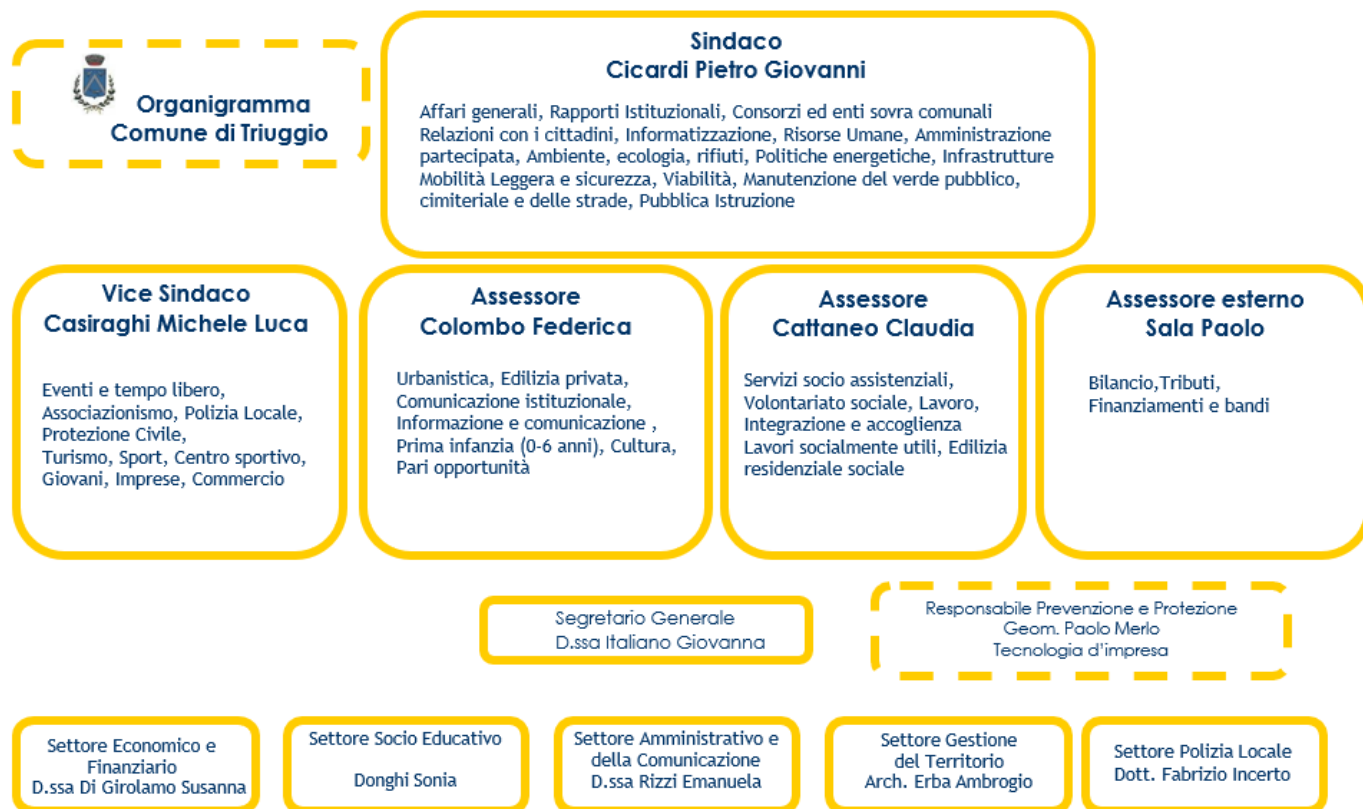 Organigramma
Comune di Triuggio
Sindaco
Cicardi Pietro Giovanni
Affari generali, Rapporti Istituzionali, Consorzi ed enti sovra comunali
Relazioni con i cittadini, Informatizzazione, Risorse Umane, Amministrazione
partecipata, Ambiente, ecologia, rifiuti, Politiche energetiche, Infrastrutture
Mobilità Leggera e sicurezza, Viabilità, Manutenzione del verde pubblico,
cimiteriale e delle strade, Pubblica Istruzione
Vice Sindaco
Casiraghi Michele Luca
Eventi e tempo libero,
Associazionismo, Polizia Locale,
Protezione Civile,
Turismo, Sport, Centro sportivo,
Giovani, Imprese, Commercio
Assessore
Colombo Federica
Urbanistica, Edilizia privata,
Comunicazione istituzionale,
Informazione e comunicazione ,
Prima infanzia (0-6 anni), Cultura,
Pari opportunità
Assessore
Cattaneo Claudia
Servizi socio assistenziali,
Volontariato sociale, Lavoro,
Integrazione e accoglienza
Lavori socialmente utili, Edilizia
residenziale sociale
Assessore esterno
Sala Paolo
Bilancio,Tributi,
Finanziamenti e bandi
Segretario Generale
D.ssa Italiano Giovanna
Responsabile Prevenzione e Protezione
Geom. Paolo Merlo
Tecnologia d'impresa
Settore Economico e
Finanziario
D.ssa Di Girolamo Susanna
Settore Socio Educativo
Donghi Sonia
Settore Amministrativo e
della Comunicazione
D.ssa Rizzi Emanuela
Settore Gestione
del Territorio
Arch. Erba Ambrogio
Settore Polizia Locale
Dott. Fabrizio Incerto